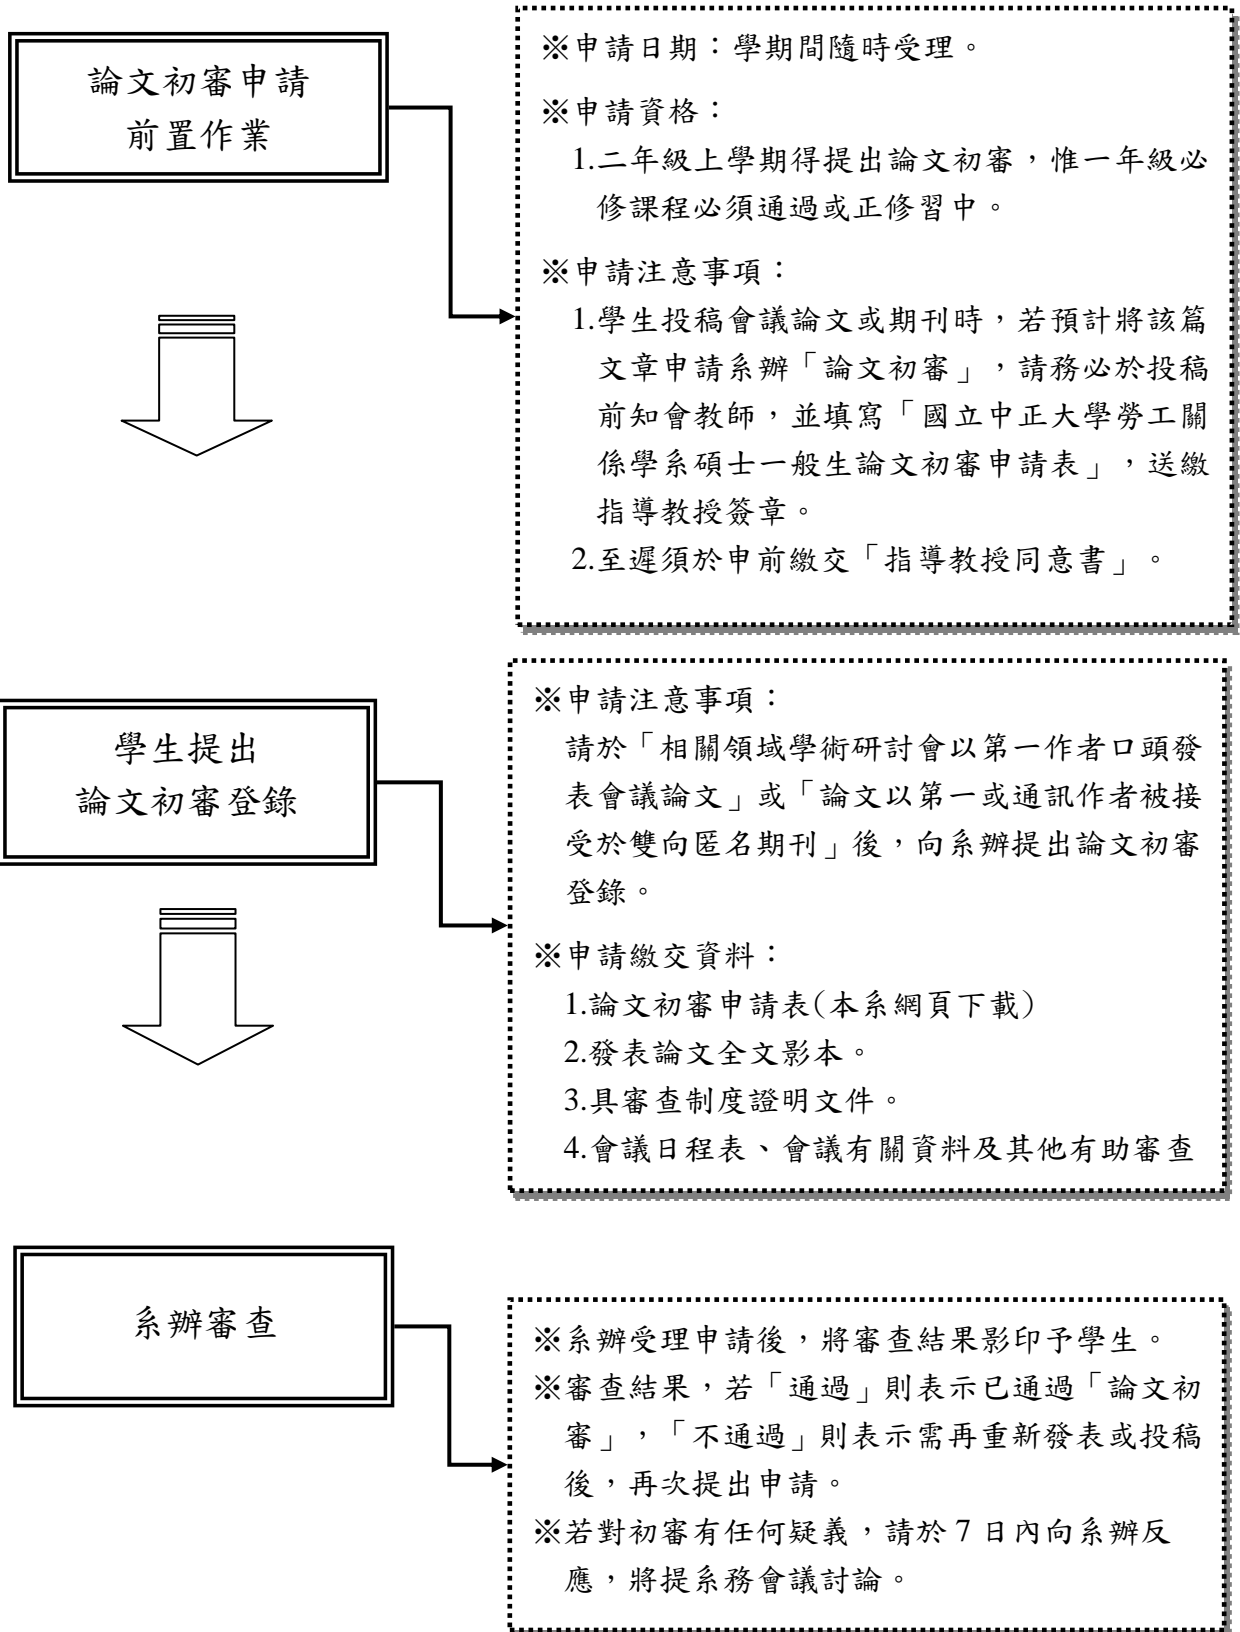 論文初審申請
前置作業
※申請日期：學期間隨時受理。
※申請資格：
1.二年級上學期得提出論文初審，惟一年級必
修課程必須通過或正修習中。
※申請注意事項：
1.學生投稿會議論文或期刊時，若預計將該篇
文章申請系辦「論文初審」，請務必於投稿
前知會教師，並填寫「國立中正大學勞工關
係學系碩士一般生論文初審申請表」，送繳
指導教授簽章。
2.至遲須於申前繳交「指導教授同意書」。
學生提出
論文初審登錄
※申請注意事項：
請於「相關領域學術研討會以第一作者口頭發
表會議論文」或「論文以第一或通訊作者被接
受於雙向匿名期刊」後，向系辦提出論文初審
登錄。
※申請繳交資料：
1.論文初審申請表(本系網頁下載)
2.發表論文全文影本。
3.具審查制度證明文件。
4.會議日程表、會議有關資料及其他有助審查
系辦審查
※系辦受理申請後，將審查結果影印予學生。
※審查結果，若「通過」則表示已通過「論文初
審」，「不通過」則表示需再重新發表或投稿
後，再次提出申請。
※若對初審有任何疑義，請於 7 日內向系辦反
應，將提系務會議討論。